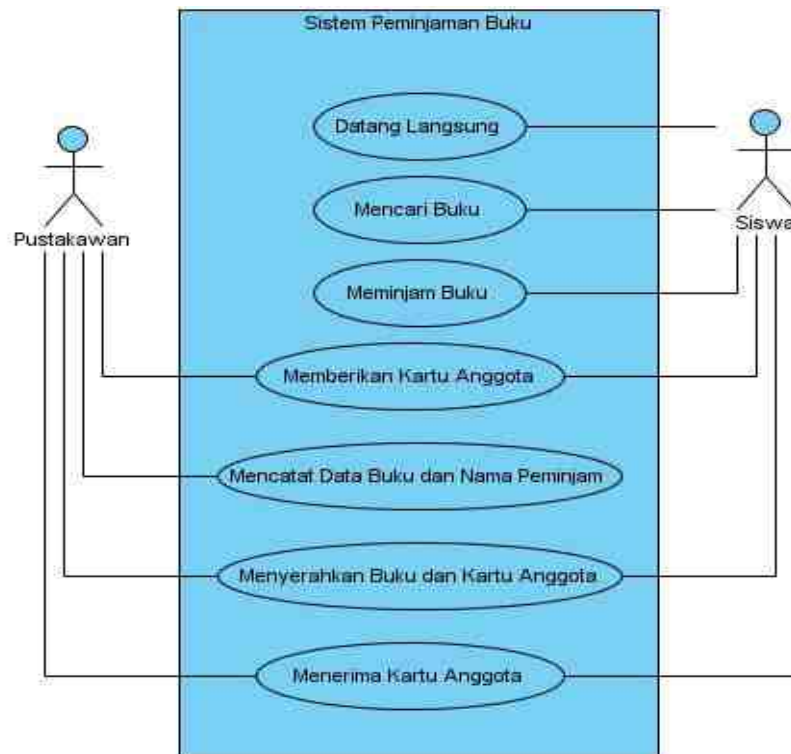 Sistem Peminjaman Buku
Datang Langsung
Mencari Buku
Pustakawan
Siswa
Meminjam Buku
Memberikan Kartu Anggota
Mencatat Data Buku dan Nama Peminjam
Menyerahkan Buku dan Kartu Anggota
Menerima Kartu Anggota